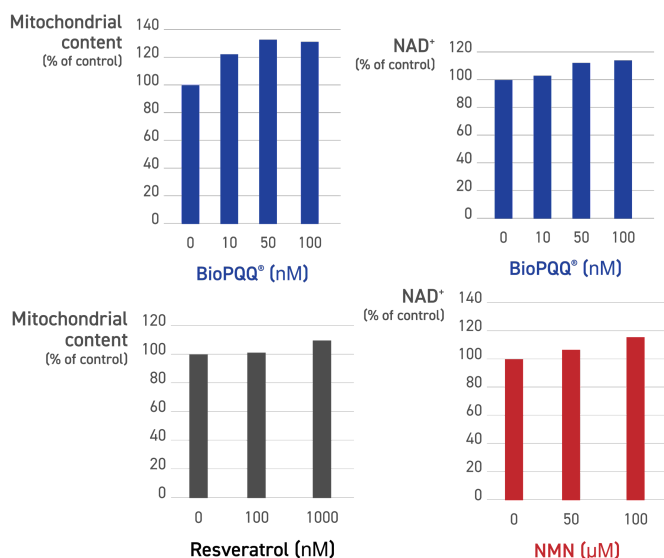 Mitochondrial
content
(% of control)
140
120
100
80
60
40
20
0
0 10 50 100
BioPQQ® (nM)
NAD⁺
(% of control)
120
100
80
60
40
20
0
0 10 50 100
BioPQQ® (nM)
Mitochondrial
content
(% of control)
120
100
80
60
40
20
0
0 100 1000
Resveratrol (nM)
NAD⁺
(% of control)
140
120
100
80
60
40
20
0
0 50 100
NMN (µM)